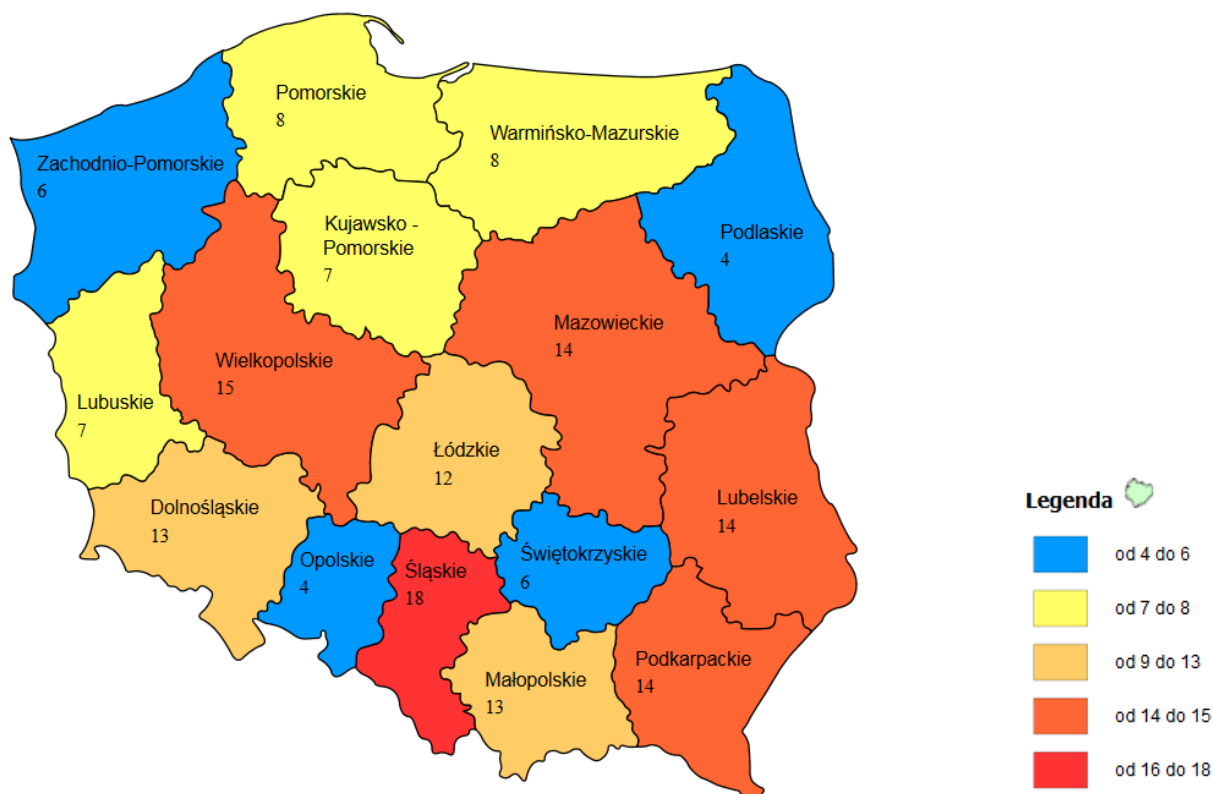 Pomorskie
8
Warmińsko-Mazurskie
8
Zachodnio-Pomorskie
6
Kujawsko -
Pomorskie
7
Podlaskie
4
Mazowieckie
14
Wielkopolskie
15
Lubuskie
7
Łódzkie
12
Dolnośląskie
13
Lubelskie
14
Opolskie
4
Śląskie
18
Świętokrzyskie
6
Małopolskie
13
Podkarpackie
14
Legenda
od 4 do 6
od 7 do 8
od 9 do 13
od 14 do 15
od 16 do 18